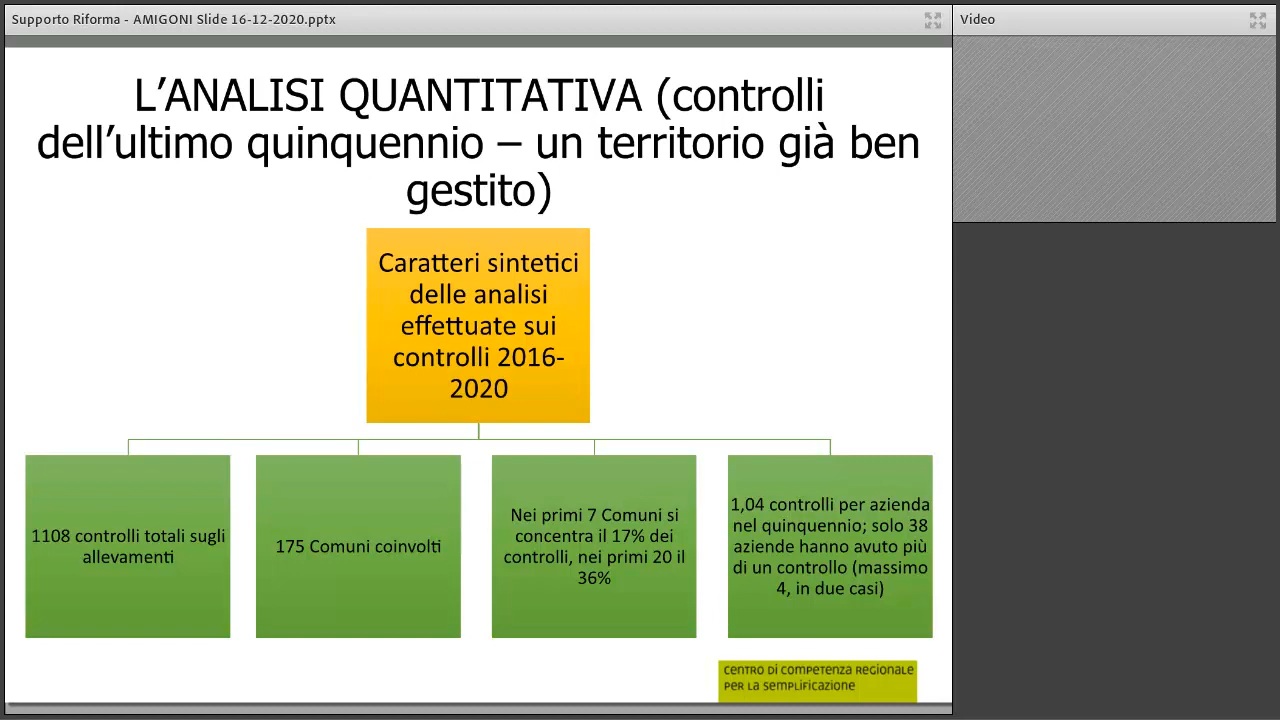 Supporto Riforma - AMIGONI Slide 16-12-2020.pptx
Video
L’ANALISI QUANTITATIVA (controlli
dell’ultimo quinquennio – un territorio già ben
gestito)
Caratteri sintetici
delle analisi
effettuate sui
controlli 2016-
2020
1108 controlli totali sugli
allevamenti
175 Comuni coinvolti
Nei primi 7 Comuni si
concentra il 17% dei
controlli, nei primi 20 il
36%
1,04 controlli per azienda
nel quinquennio; solo 38
aziende hanno avuto più
di un controllo (massimo
4, in due casi)
CENTRO DI COMPETENZA REGIONALE
PER LA SEMPLIFICAZIONE